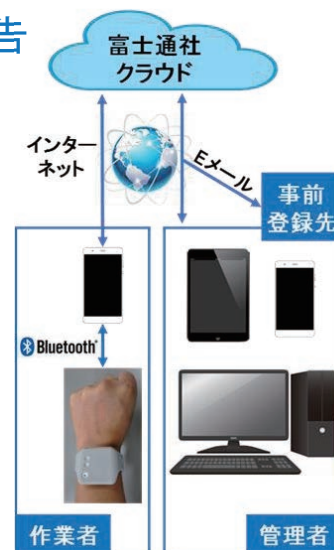 告
富士通社
クラウド
インター
ネット
Eメール
事前
登録先
Bluetooth
作業者
管理者